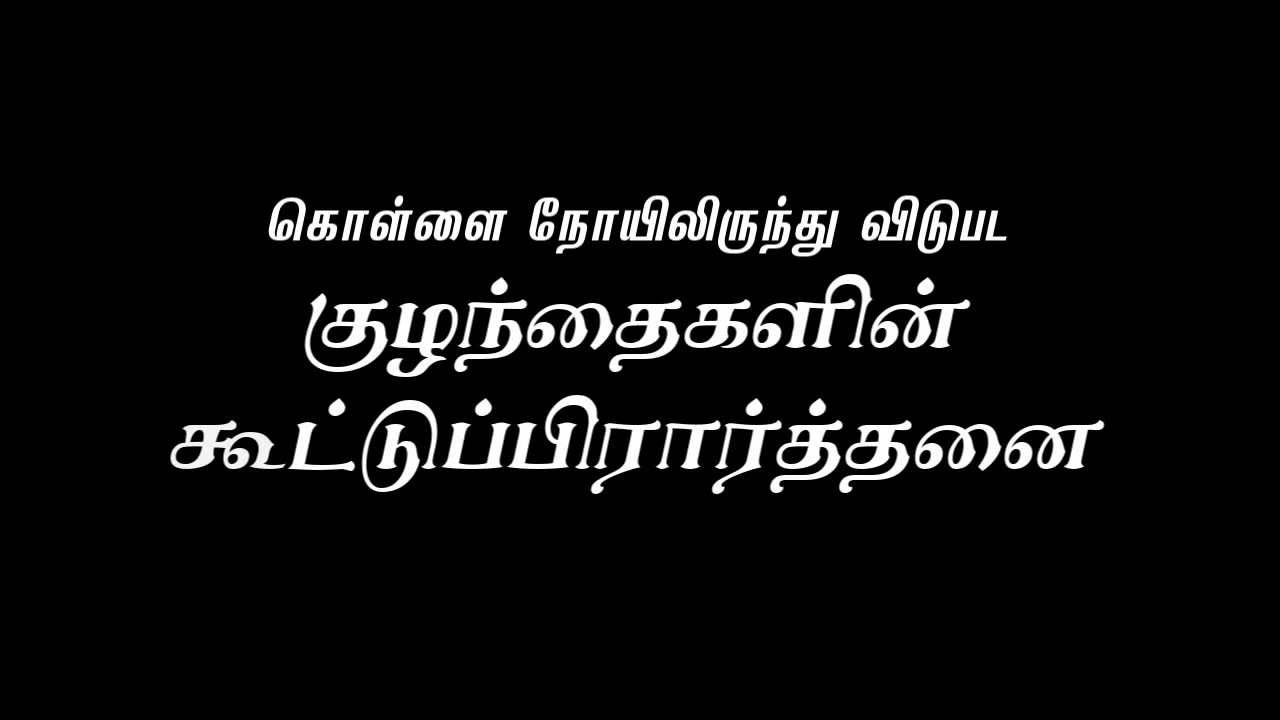 கொள்ளை நோயிலிருந்து விடுபட
குழந்தைகளின்
கூட்டுப்பிரார்த்தனை